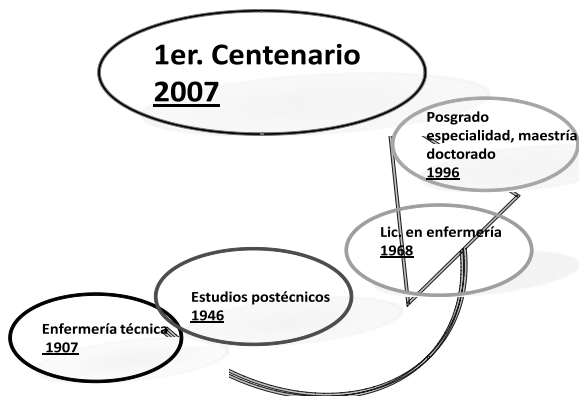 1er. Centenario
2007
Posgrado
especialidad, maestría
doctorado
1996
Lic. en enfermería
1968
Estudios postécnicos
1946
Enfermería técnica
1907